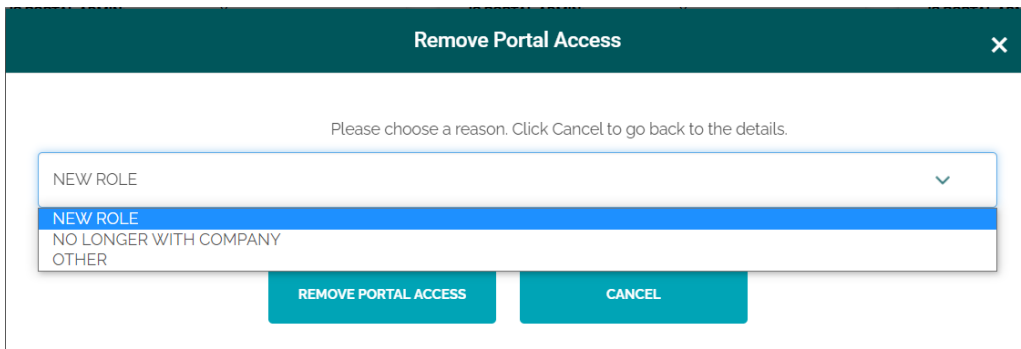 Remove Portal Access
Please choose a reason. Click Cancel to go back to the details.
NEW ROLE
NEW ROLE
NO LONGER WITH COMPANY
OTHER
REMOVE PORTAL ACCESS CANCEL